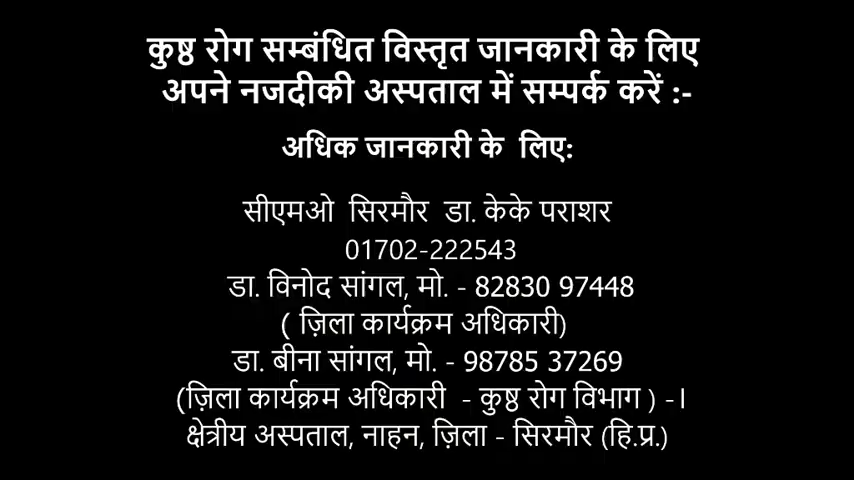 कुष्ठ रोग सम्बंधित विस्तृत जानकारी के लिए
अपने नजदीकी अस्पताल में सम्पर्क करें :-
अधिक जानकारी के लिए:
सीएमओ सिरमौर डा. केके पराशर
01702-222543
डा. विनोद सांगल, मो. - 82830 97448
( ज़िला कार्यक्रम अधिकारी)
डा. बीना सांगल, मो. - 98785 37269
(ज़िला कार्यक्रम अधिकारी - कुष्ठ रोग विभाग ) -।
क्षेत्रीय अस्पताल, नाहन, ज़िला - सिरमौर (हि.प्र.)